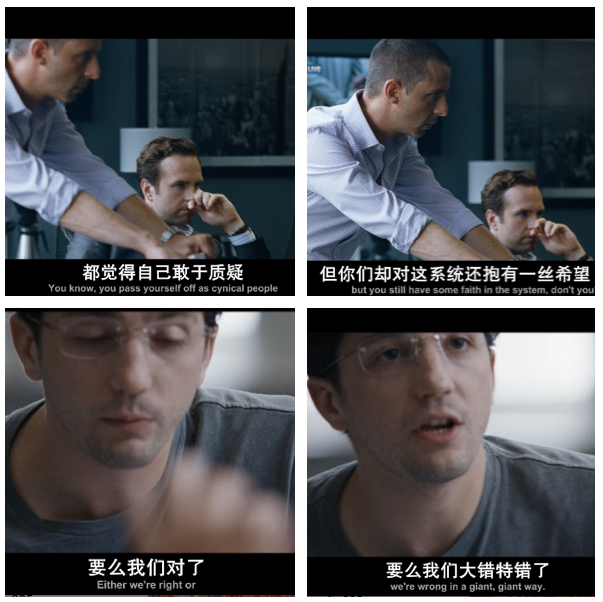 LIVE
都觉得自己敢于质疑
You know, you pass yourself off as cynical people
但你们却对这系统还抱有一丝希望
but you still have some faith in the system, don't you
要么我们对了
Either we're right or
要么我们大错特错了
we're wrong in a giant, giant way.